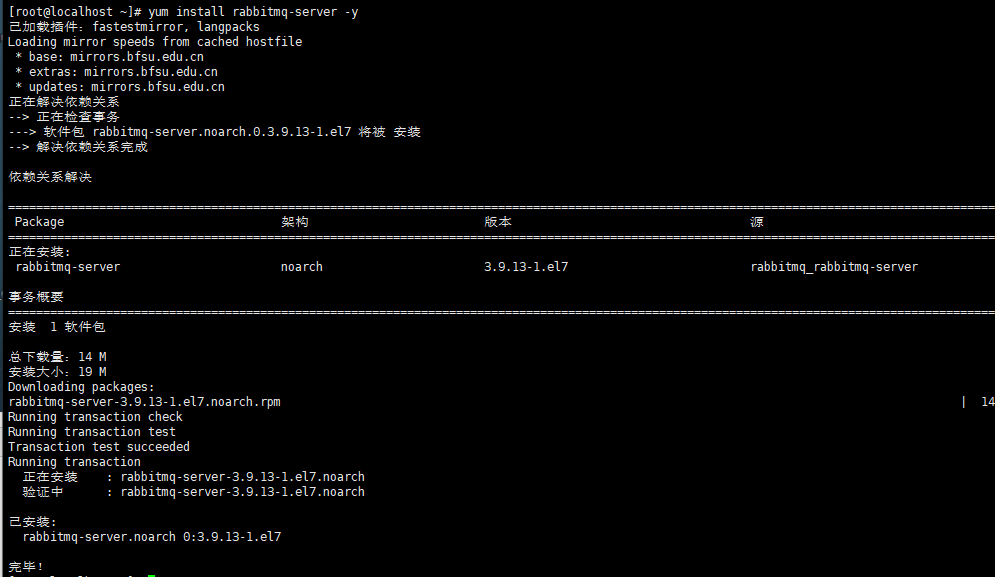 [root@localhost ~]# yum install rabbitmq-server -y
已加载插件：fastestmirror, langpacks
Loading mirror speeds from cached hostfile
 * base: mirrors.bfsu.edu.cn
 * extras: mirrors.bfsu.edu.cn
 * updates: mirrors.bfsu.edu.cn
正在解决依赖关系
--> 正在检查事务
---> 软件包 rabbitmq-server.noarch.0.3.9.13-1.el7 将被 安装
--> 解决依赖关系完成
依赖关系解决
Package 架构 版本 源
正在安装:
rabbitmq-server noarch 3.9.13-1.el7 rabbitmq_rabbitmq-server
事务概要
安装  1 软件包
总下载量：14 M
安装大小：19 M
Downloading packages:
rabbitmq-server-3.9.13-1.el7.noarch.rpm | 14
Running transaction check
Running transaction test
Transaction test succeeded
Running transaction
  正在安装    : rabbitmq-server-3.9.13-1.el7.noarch
  验证中      : rabbitmq-server-3.9.13-1.el7.noarch
已安装:
  rabbitmq-server.noarch 0:3.9.13-1.el7
完毕！